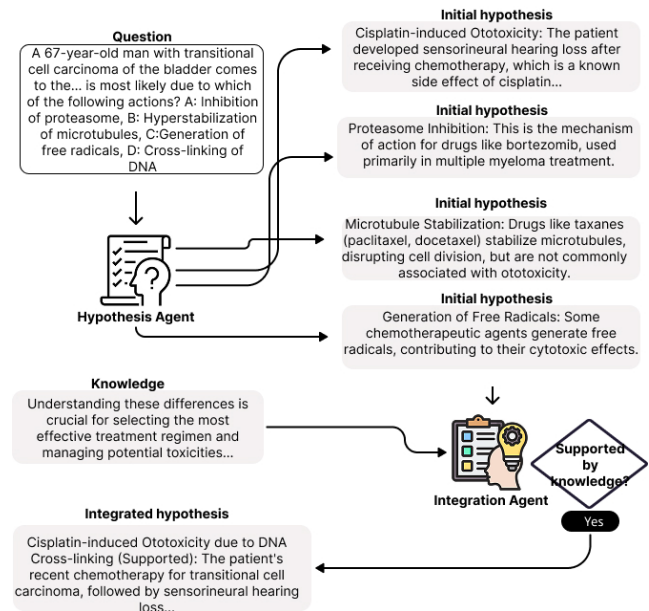 Question
A 67-year-old man with transitional
cell carcinoma of the bladder comes
to the... is most likely due to which
of the following actions? A: Inhibition
of proteasome, B: Hyperstabilization
of microtubules, C:Generation of
free radicals, D: Cross-linking of
DNA
Hypothesis Agent
Initial hypothesis
Cisplatin-induced Ototoxicity: The patient
developed sensorineural hearing loss after
receiving chemotherapy, which is a known
side effect of cisplatin...
Initial hypothesis
Proteasome Inhibition: This is the mechanism
of action for drugs like bortezomib, used
primarily in multiple myeloma treatment.
Initial hypothesis
Microtubule Stabilization: Drugs like taxanes
(paclitaxel, docetaxel) stabilize microtubules,
disrupting cell division, but are not commonly
associated with ototoxicity.
Initial hypothesis
Generation of Free Radicals: Some
chemotherapeutic agents generate free
radicals, contributing to their cytotoxic effects.
Knowledge
Understanding these differences is
crucial for selecting the most
effective treatment regimen and
managing potential toxicities...
Integration Agent
Supported
by
knowledge?
Yes
Integrated hypothesis
Cisplatin-induced Ototoxicity due to DNA
Cross-linking (Supported): The patient's
recent chemotherapy for transitional cell
carcinoma, followed by sensorineural hearing
loss...